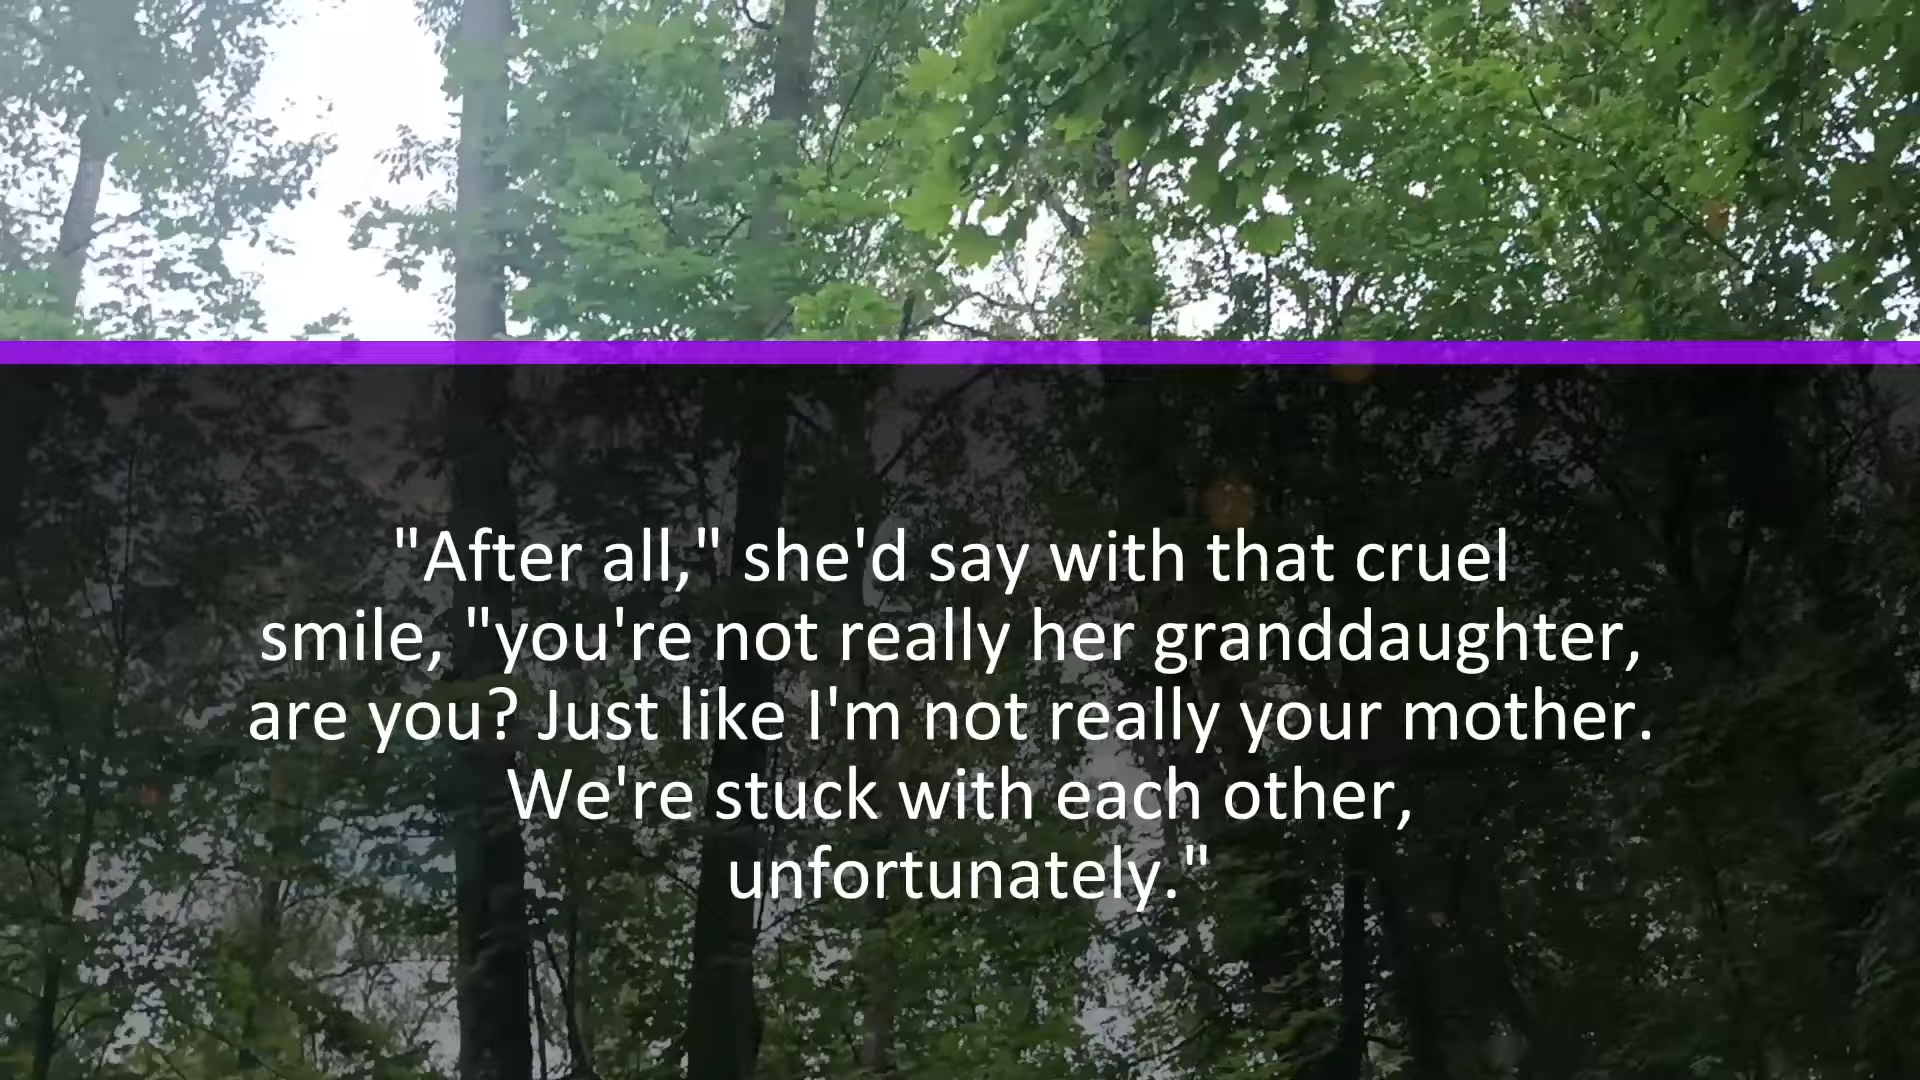 "After all," she'd say with that cruel
smile, "you're not really her granddaughter,
are you? Just like I'm not really your mother.
We're stuck with each other,
unfortunately."